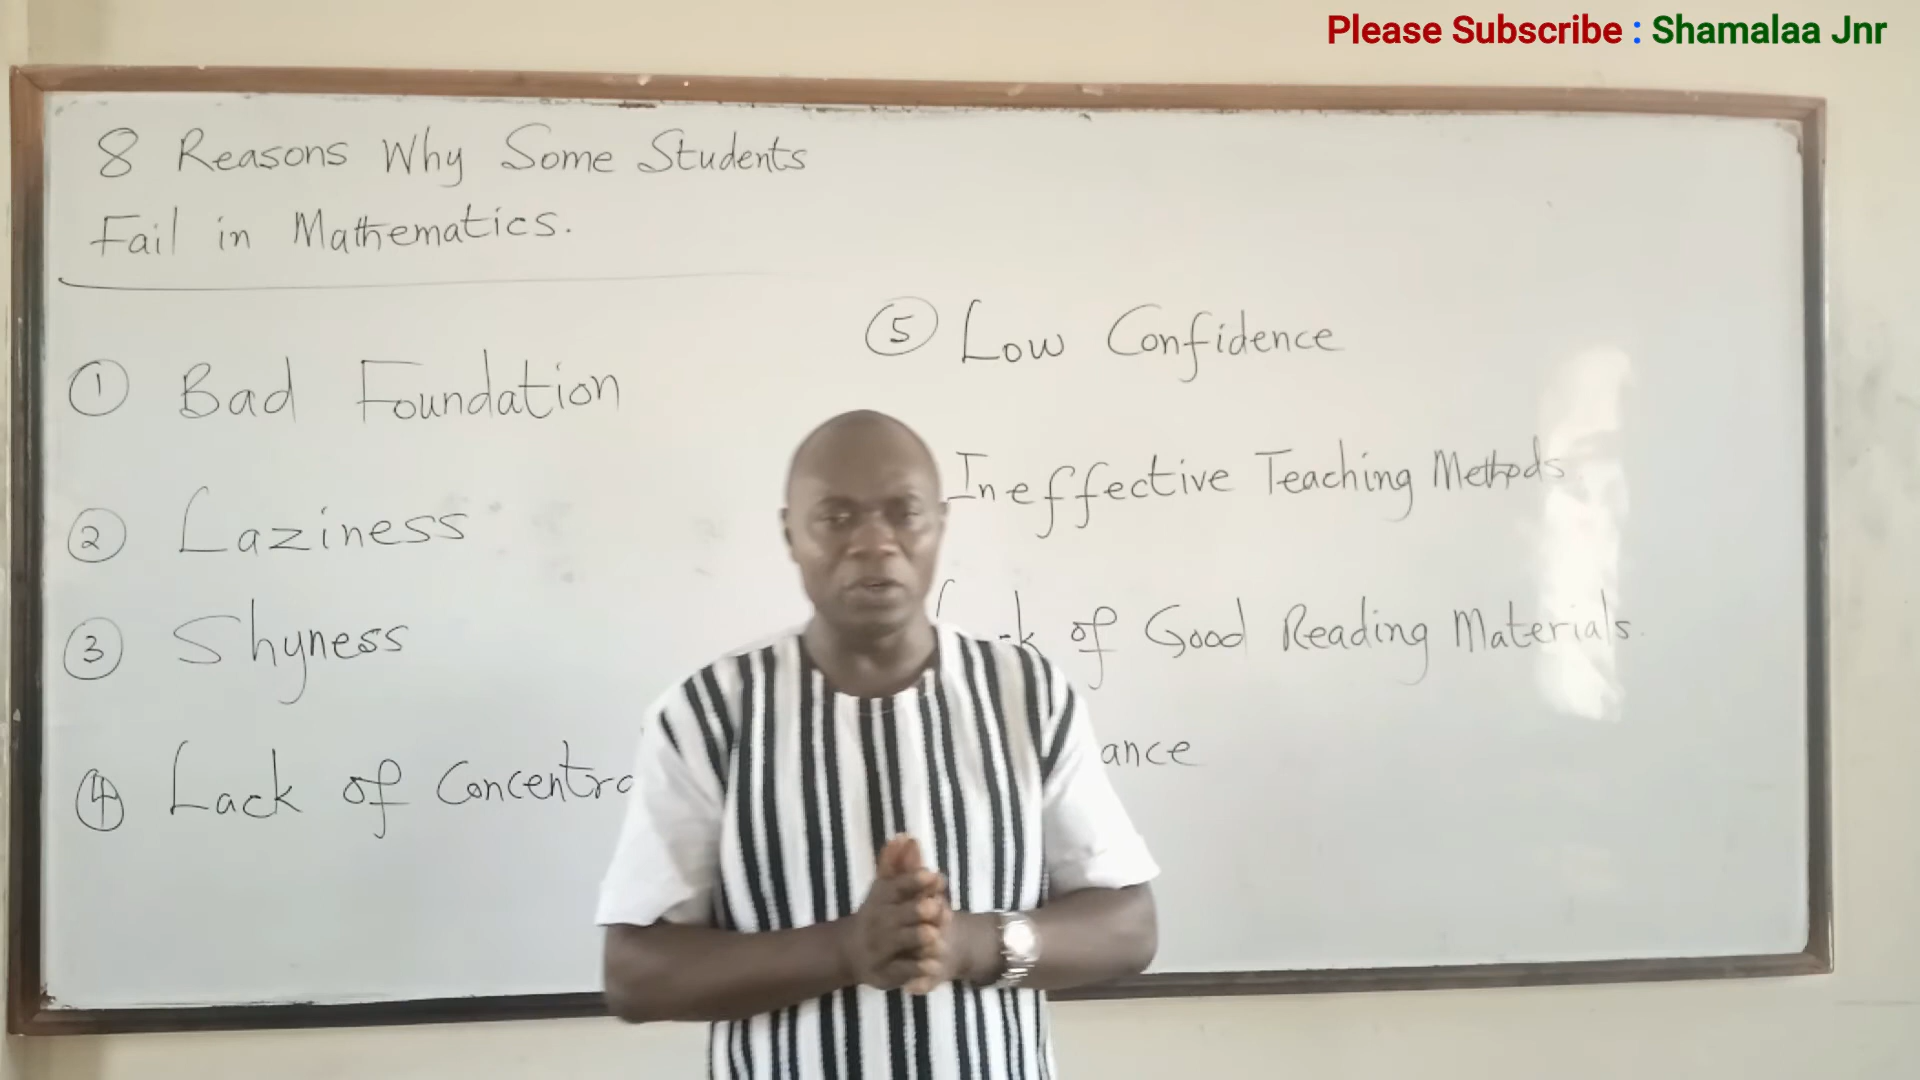 Please Subscribe : Shamalaa Jnr
8 Reasons Why Some Students
Fail in Mathematics.
① Bad Foundation
② Laziness
③ Shyness
④ Lack of
⑤ Low Confidence
Ineffective Teaching Methods
of Good Reading Materials.